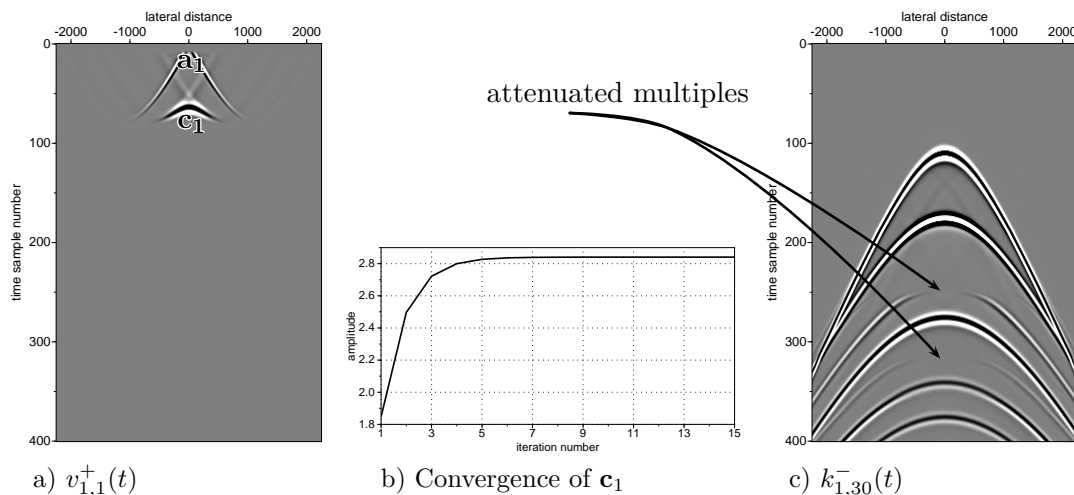 lateral distance
-2000 -1000 0 1000 2000
0
100
200
300
400
time sample number
a1
c1
a) v+1,1(t)
attenuated multiples
2.8
2.6
2.4
2.2
2.0
1.8
amplitude
1 3 5 7 9 11 13 15
iteration number
b) Convergence of c1
lateral distance
-2000 -1000 0 1000 2000
0
100
200
300
400
time sample number
c) k−1,30(t)